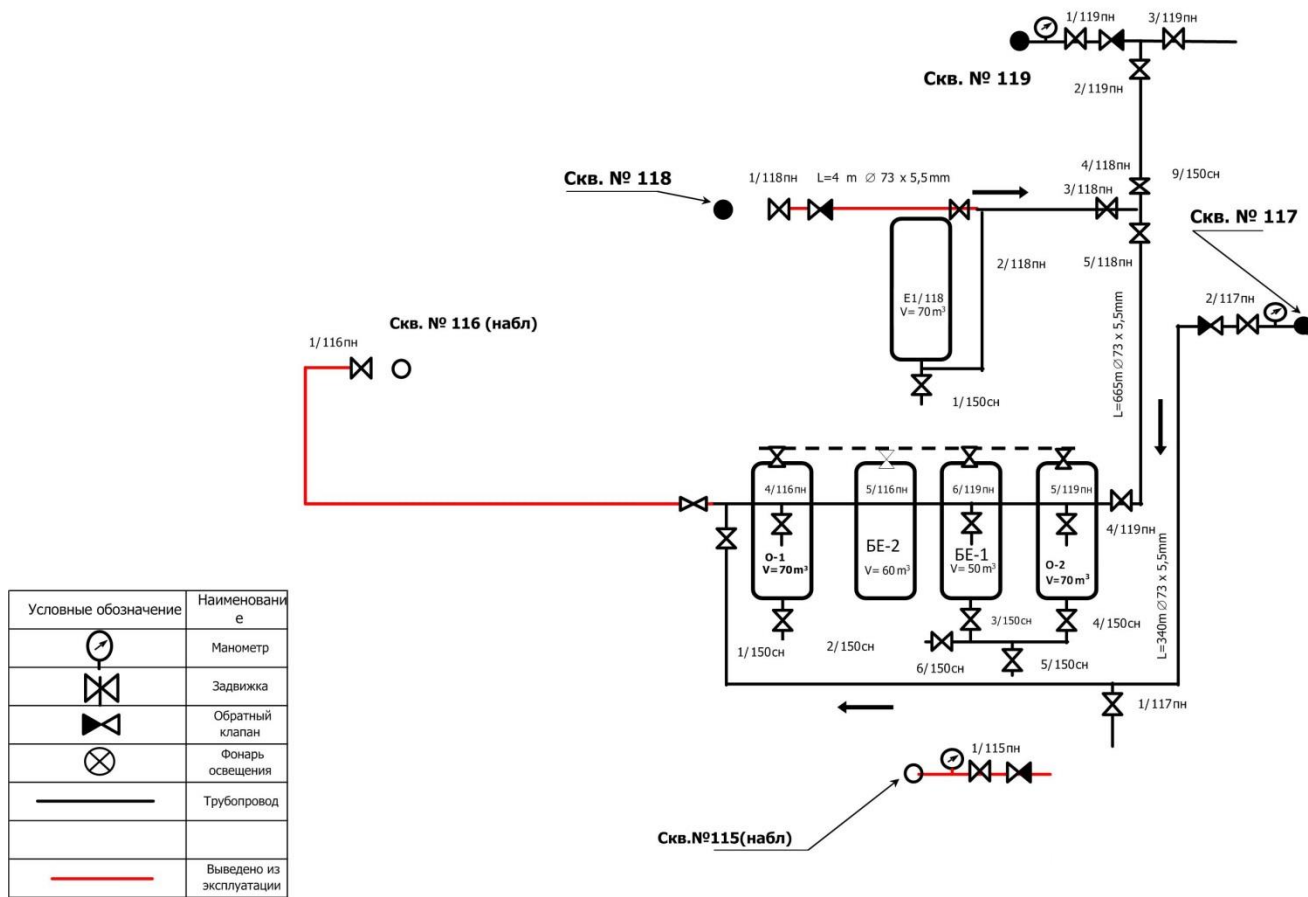 1/119пн
3/119пн
Скв. № 119
2/119пн
4/118пн
9/150сн
Скв. № 118
1/118пн
L=4 m Ø 73 x 5,5mm
3/118пн
Скв. № 117
2/118пн
5/118пн
E1/118
V= 70 m³
2/117пн
Скв. № 116 (набл)
1/116пн
L=665m Ø 73 x 5,5mm
1/150сн
4/116пн
5/116пн
6/119пн
5/119пн
4/119пн
О-1
V=70m³
БЕ-2
V= 60 m³
БЕ-1
V= 50 m³
О-2
V=70m³
L=340m Ø 73 x 5,5mm
1/150сн
2/150сн
3/150сн
4/150сн
6/150сн
5/150сн
1/117пн
1/115пн
Скв.№115(набл)
Условные обозначение
Наименовани
е
Манометр
Задвижка
Обратный
клапан
Фонарь
освещения
Трубопровод
Выведено из
эксплуатации